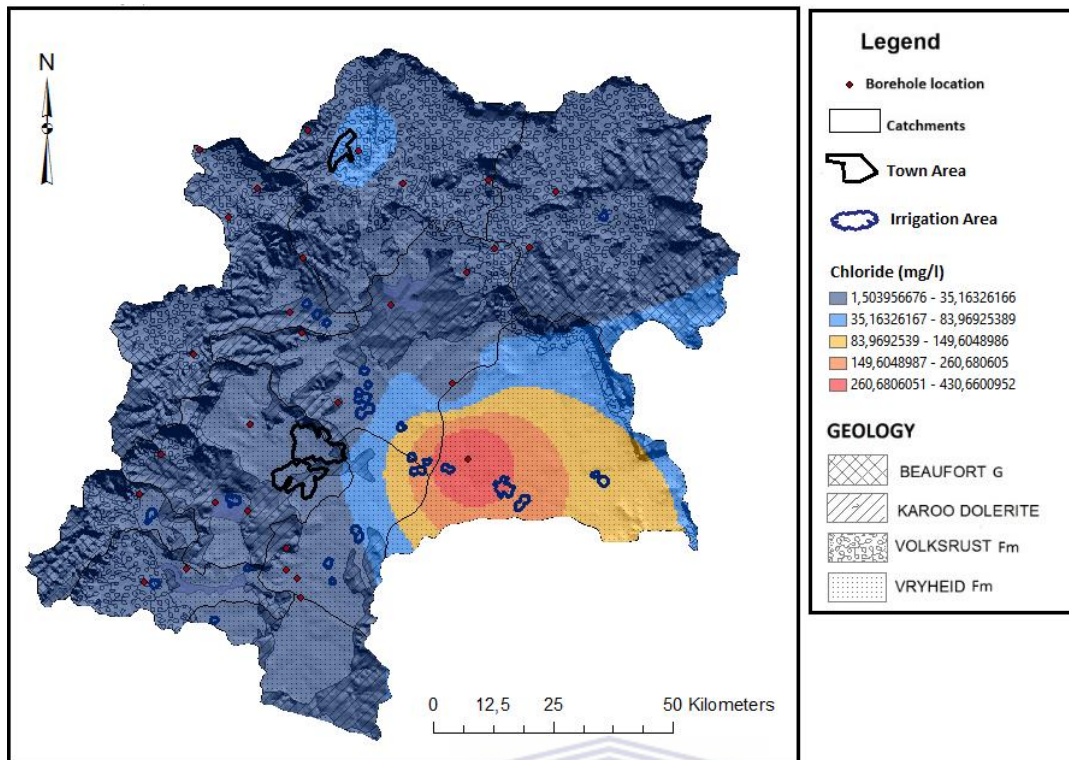 N
0 12,5 25 50 Kilometers
Legend
Borehole location
Catchments
Town Area
Irrigation Area
Chloride (mg/l)
1,503956676 - 35,16326166
35,16326167 - 83,96925389
83,9692539 - 149,6048986
149,6048987 - 260,680605
260,6806051 - 430,6600952
GEOLOGY
BEAUFORT G
KAROO DOLERITE
VOLKSRUST Fm
VRYHEID Fm